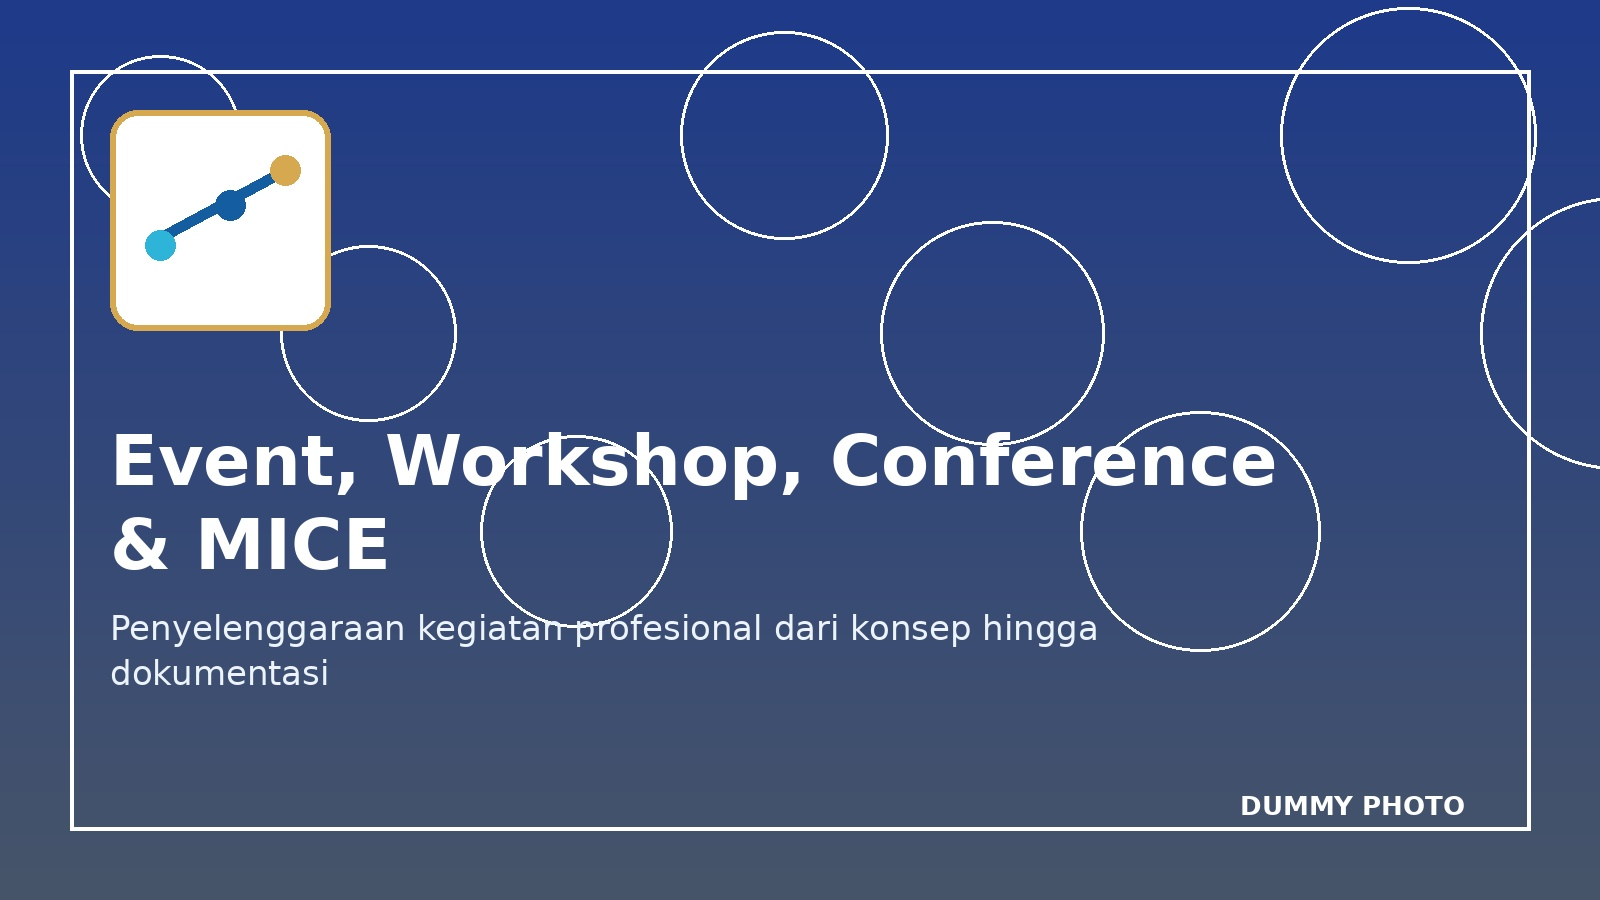 Event, Workshop, Conference
& MICE
Penyelenggaraan kegiatan profesional dari konsep hingga
dokumentasi
DUMMY PHOTO